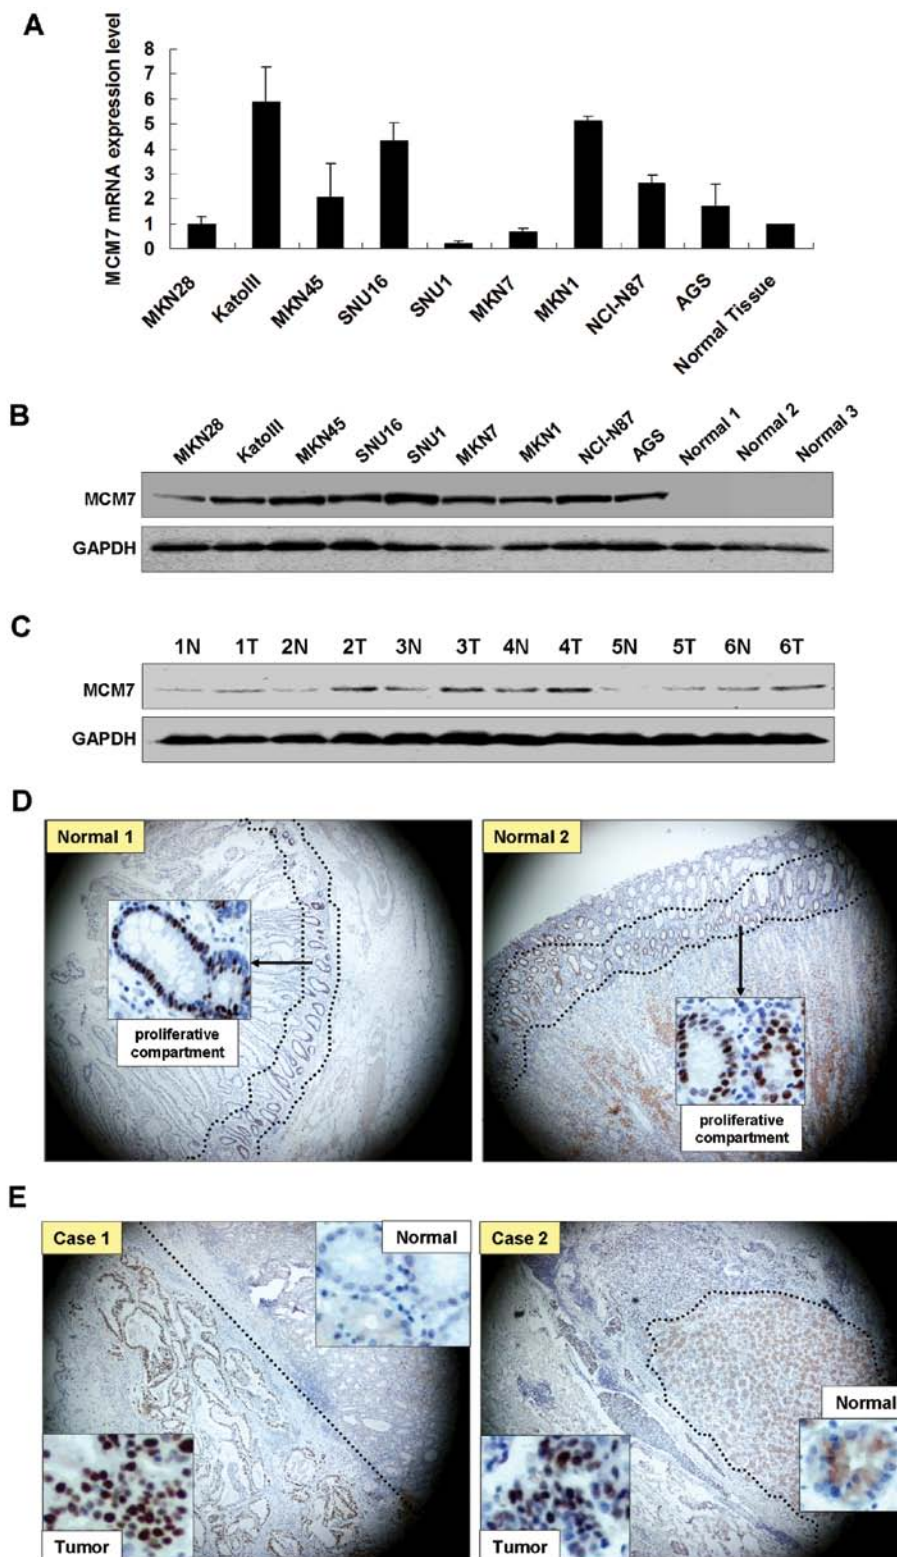 A
MCM7 mRNA expression level
8
7
6
5
4
3
2
1
0
MKN28
KatoIII
MKN45
SNU16
SNU1
MKN7
MKN1
NCI-N87
AGS
Normal Tissue
B
MKN28
KatoIII
MKN45
SNU16
SNU1
MKN7
MKN1
NCI-N87
AGS
Normal 1
Normal 2
Normal 3
MCM7
GAPDH
C
1N 1T 2N 2T 3N 3T 4N 4T 5N 5T 6N 6T
MCM7
GAPDH
D
Normal 1
proliferative
compartment
Normal 2
proliferative
compartment
E
Case 1
Normal
Tumor
Case 2
Normal
Tumor